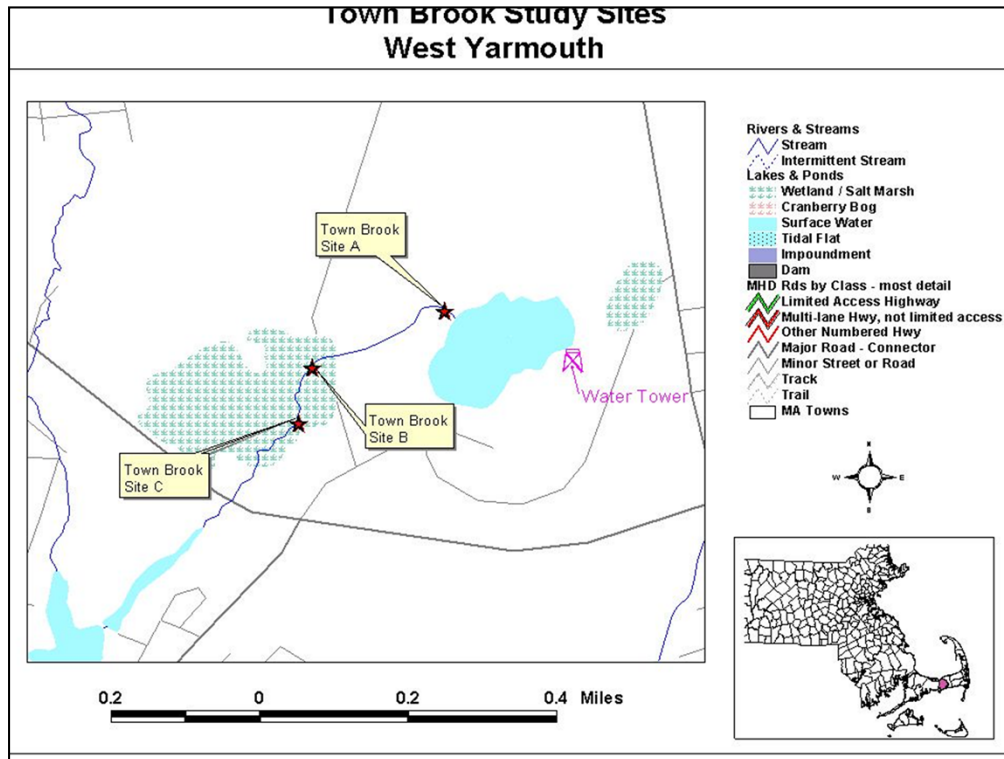 Town Brook Study Sites
West Yarmouth
Town Brook
Site A
Town Brook
Site B
Town Brook
Site C
Water Tower
Rivers & Streams
Stream
Intermittent Stream
Lakes & Ponds
Wetland / Salt Marsh
Cranberry Bog
Surface Water
Tidal Flat
Impoundment
Dam
MHD Rds by Class - most detail
Limited Access Highway
Multi-lane Hwy, not limited access
Other Numbered Hwy
Major Road - Connector
Minor Street or Road
Track
Trail
MA Towns
N
W E
S
0.2 0 0.2 0.4 Miles